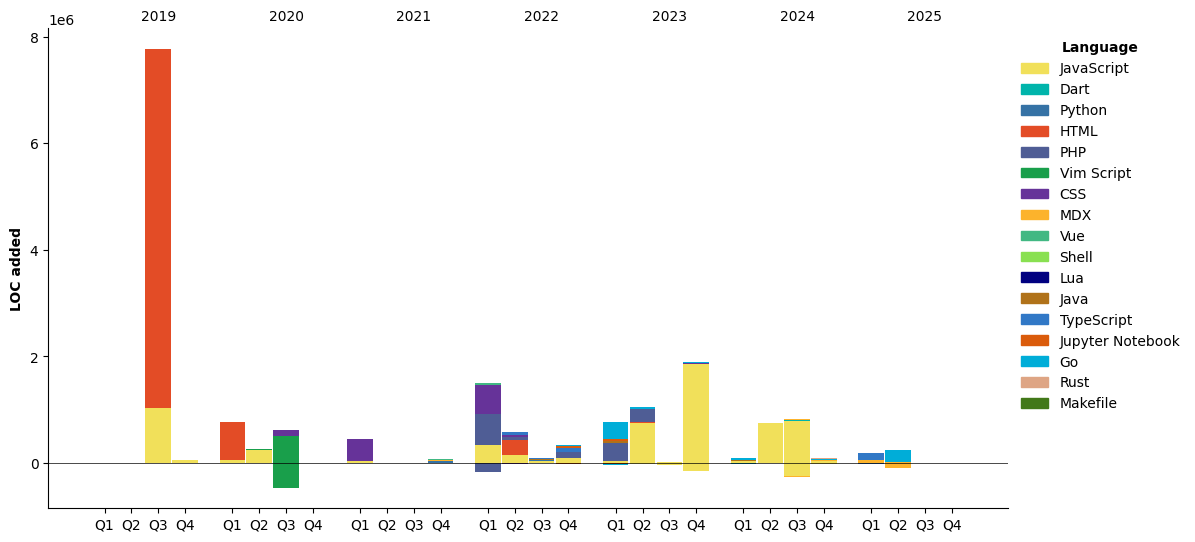 1e6
2019 2020 2021 2022 2023 2024 2025
8
6
4
2
0
LOC added
Q1 Q2 Q3 Q4 Q1 Q2 Q3 Q4 Q1 Q2 Q3 Q4 Q1 Q2 Q3 Q4 Q1 Q2 Q3 Q4 Q1 Q2 Q3 Q4 Q1 Q2 Q3 Q4
Language
JavaScript
Dart
Python
HTML
PHP
Vim Script
CSS
MDX
Vue
Shell
Lua
Java
TypeScript
Jupyter Notebook
Go
Rust
Makefile